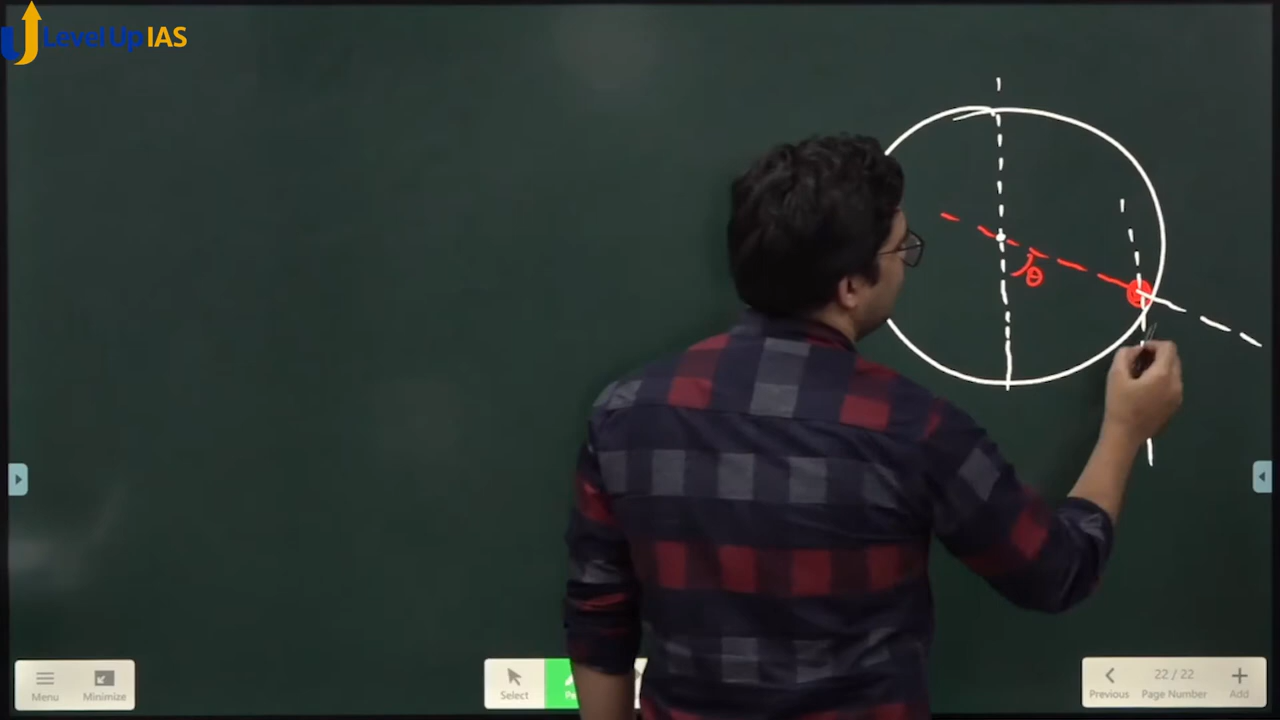 Level Up IAS
θ
Menu
Minimize
Select
22 / 22
Previous
Page Number
Add